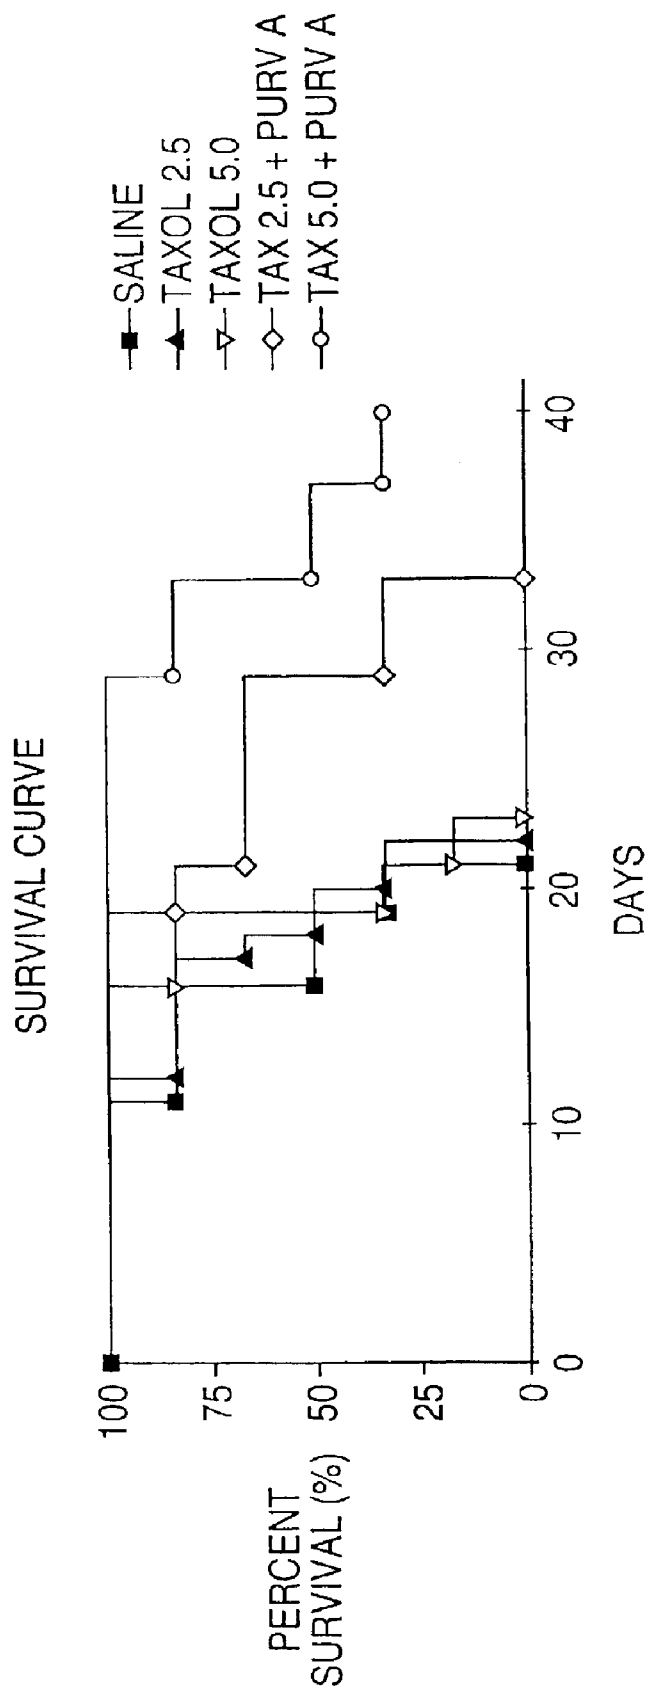 SURVIVAL CURVE
SALINE
TAXOL 2.5
TAXOL 5.0
TAX 2.5 + PURV A
TAX 5.0 + PURV A
PERCENT
SURVIVAL (%)
100
75
50
25
0
0
10
20
30
40
DAYS